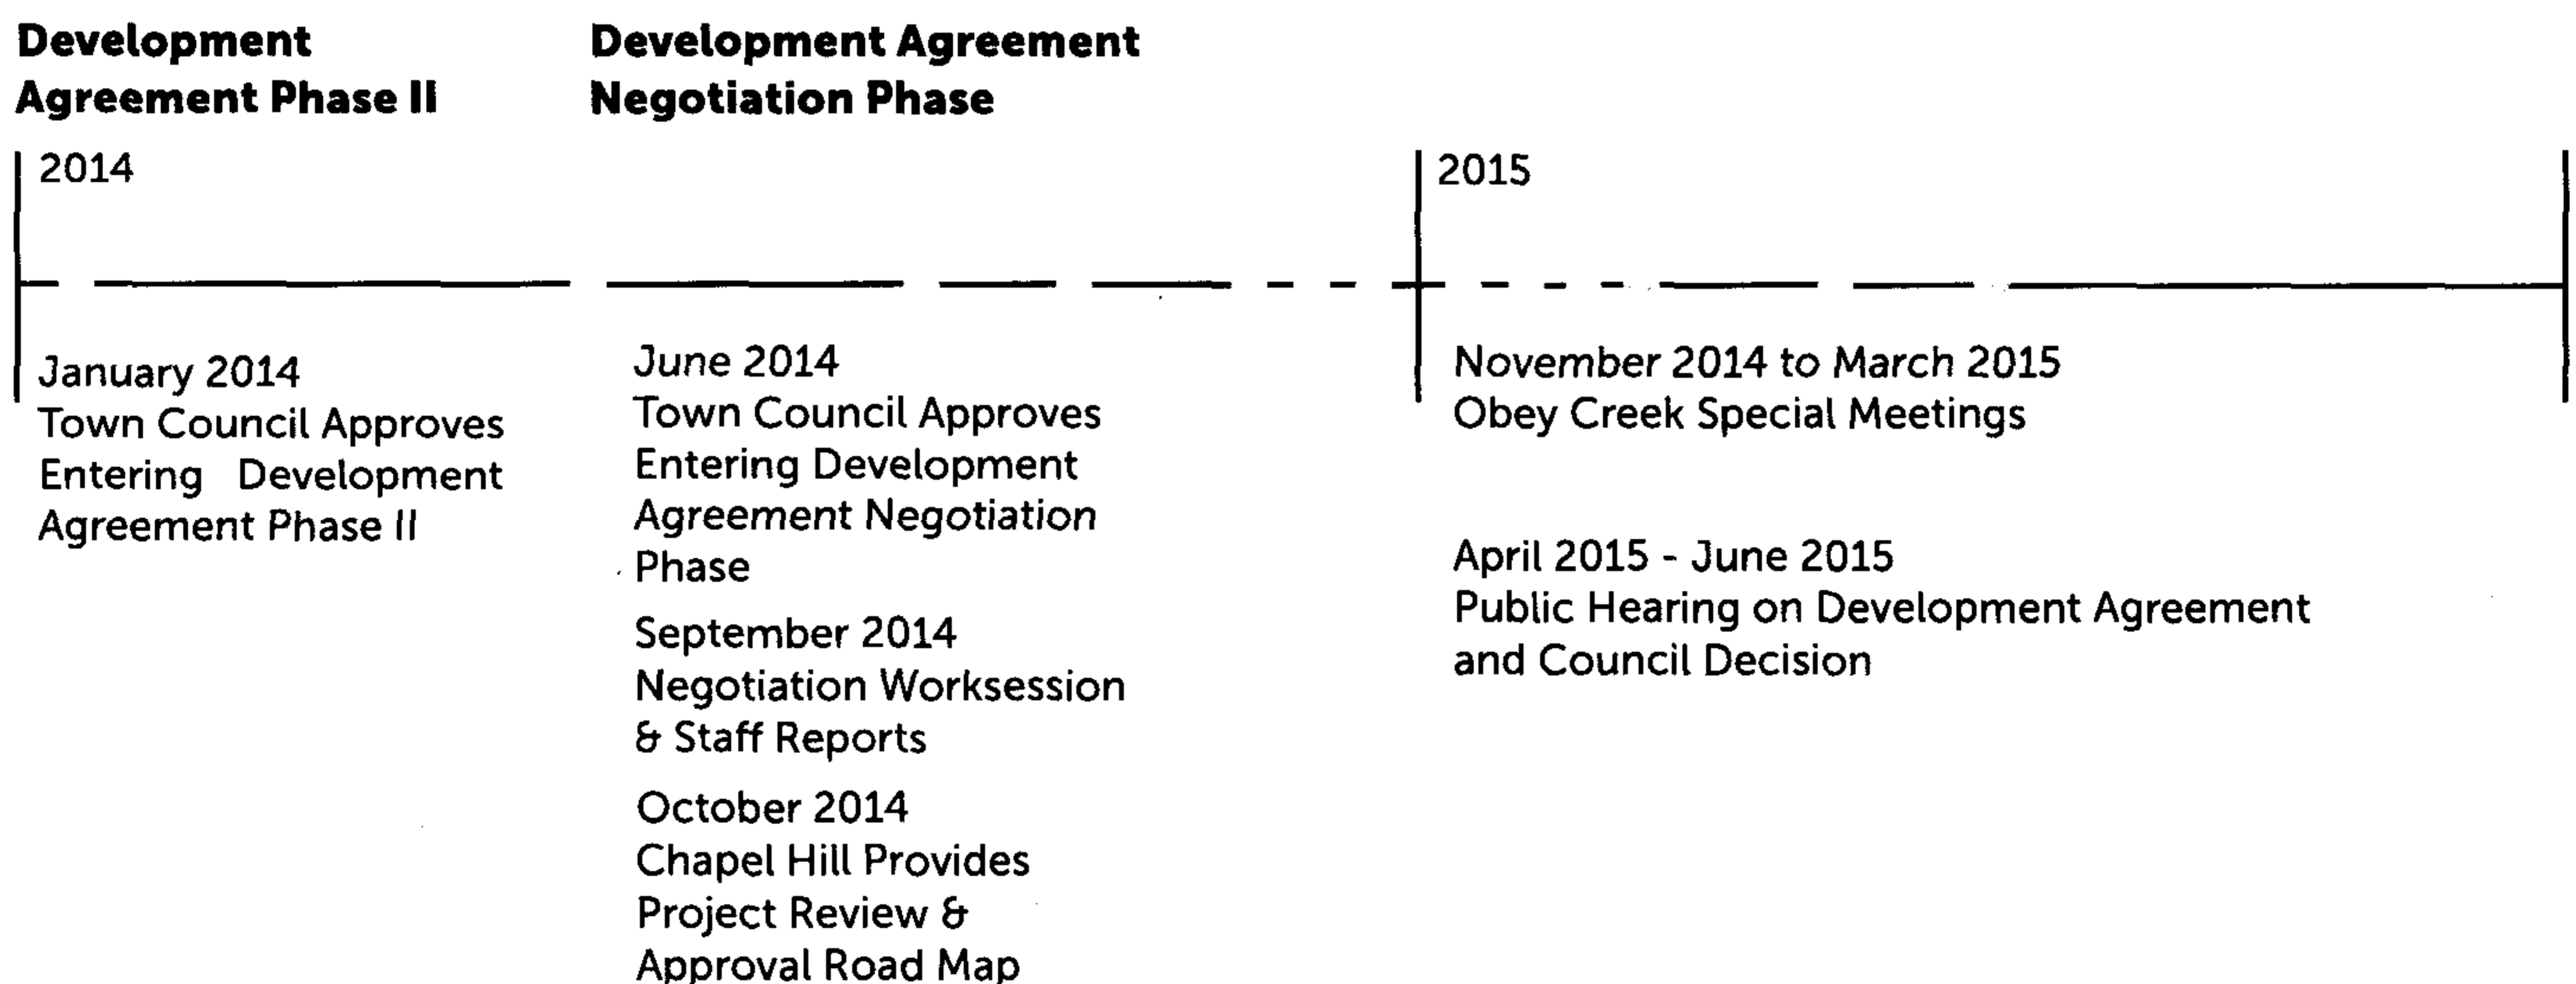 Development
Agreement Phase II
Development Agreement
Negotiation Phase
2014
2015
January 2014
Town Council Approves
Entering Development
Agreement Phase II
June 2014
Town Council Approves
Entering Development
Agreement Negotiation
Phase
September 2014
Negotiation Worksession
& Staff Reports
October 2014
Chapel Hill Provides
Project Review &
Approval Road Map
November 2014 to March 2015
Obey Creek Special Meetings
April 2015 - June 2015
Public Hearing on Development Agreement
and Council Decision